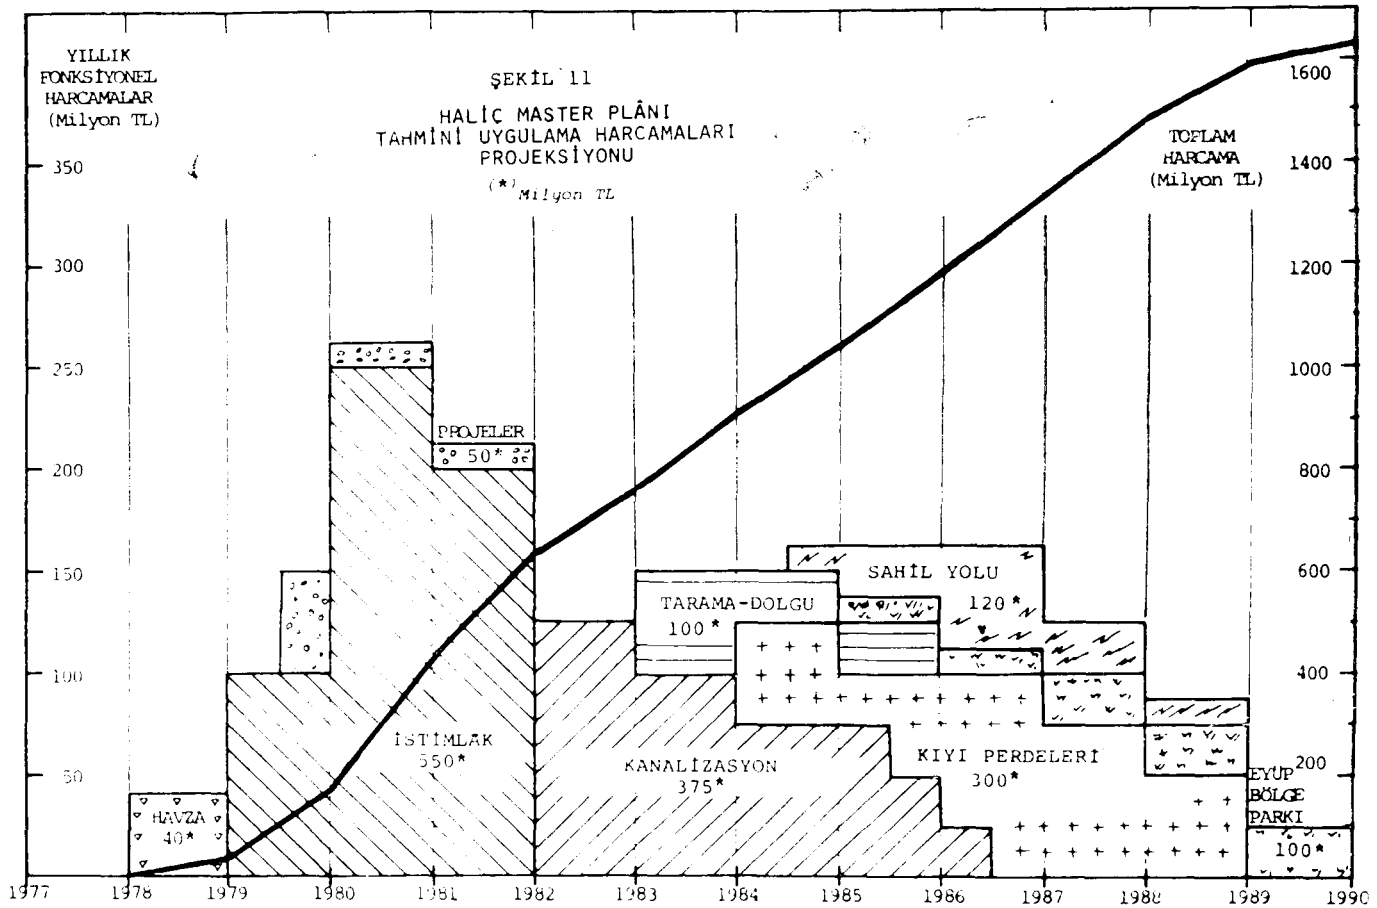 YILLIK
FONKSİYONEL
HARCAMALAR
(Milyon TL)
ŞEKİL 11
HALİÇ MASTER PLÂNI
TAHMİNİ UYGULAMA HARCAMALARI
PROJEKSİYONU
(*) Milyon TL
TOPLAM
HARCAMA
(Milyon TL)
350
300
250
200
150
100
50
1600
1400
1200
1000
800
600
400
200
PROJELER
50*
SAHİL YOLU
120*
TARAMA-DOLGU
100*
İSTİMLAK
550*
KANALİZASYON
375*
KIYI PERDELERİ
300*
HAVZA
40*
EYÜP
BÖLGE
PARKI
100*
1977 1978 1979 1980 1981 1982 1983 1984 1985 1986 1987 1988 1989 1990